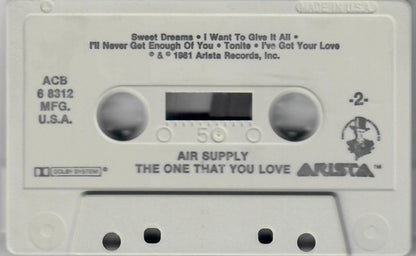 MADE IN U.S.A.
Sweet Dreams • I Want To Give It All •
I'll Never Get Enough Of You • Tonite • I've Got Your Love
℗ & © 1981 Arista Records, Inc.
ACB
6 8312
MFG.
U.S.A.
-2-
50
AIR SUPPLY
THE ONE THAT YOU LOVE
DOLBY SYSTEM ®
ARISTA™